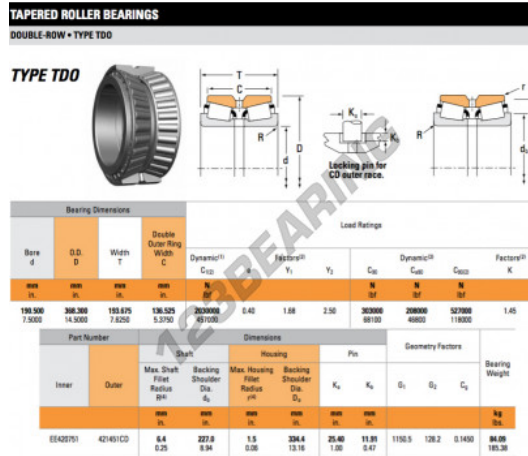 TAPERED ROLLER BEARINGS
DOUBLE-ROW • TYPE TDO
TYPE TDO
T
C
R
d
D
Locking pin for
CD outer race.
r
R
123BEARING
Bearing Dimensions
Load Ratings
Bore
d
O.D.
D
Width
T
Double
Outer Ring
Width
C
Dynamic(1)
C1(2)
Factors(2)
e Y1 Y2
Dynamic(3)
C90 Ca90 C90(2)
Factors(2)
K
mm mm mm mm N N N N
in. in. in. in. lbf lbf lbf lbf
190.500 368.300 193.675 136.525 2030000 0.40 1.68 2.50 303000 208000 527000 1.45
7.5000 14.5000 7.6250 5.3750 457000 68100 46800 118000
Part Number
Dimensions
Geometry Factors
Bearing
Weight
Shaft Housing Pin
Inner Outer
Max. Shaft
Fillet
Radius
R(4)
Backing
Shoulder
Dia.
Max. Housing
Fillet
Radius
r(4)
Backing
Shoulder
Dia.
G1 G2 Cg
mm mm mm mm mm mm kg
in. in. in. in. in. in. lbs.
EE420751 421451CD 6.4 227.0 1.5 334.4 25.40 11.91 1150.5 128.2 0.1450 84.09
0.25 8.94 0.06 13.16 1.00 0.47 185.38